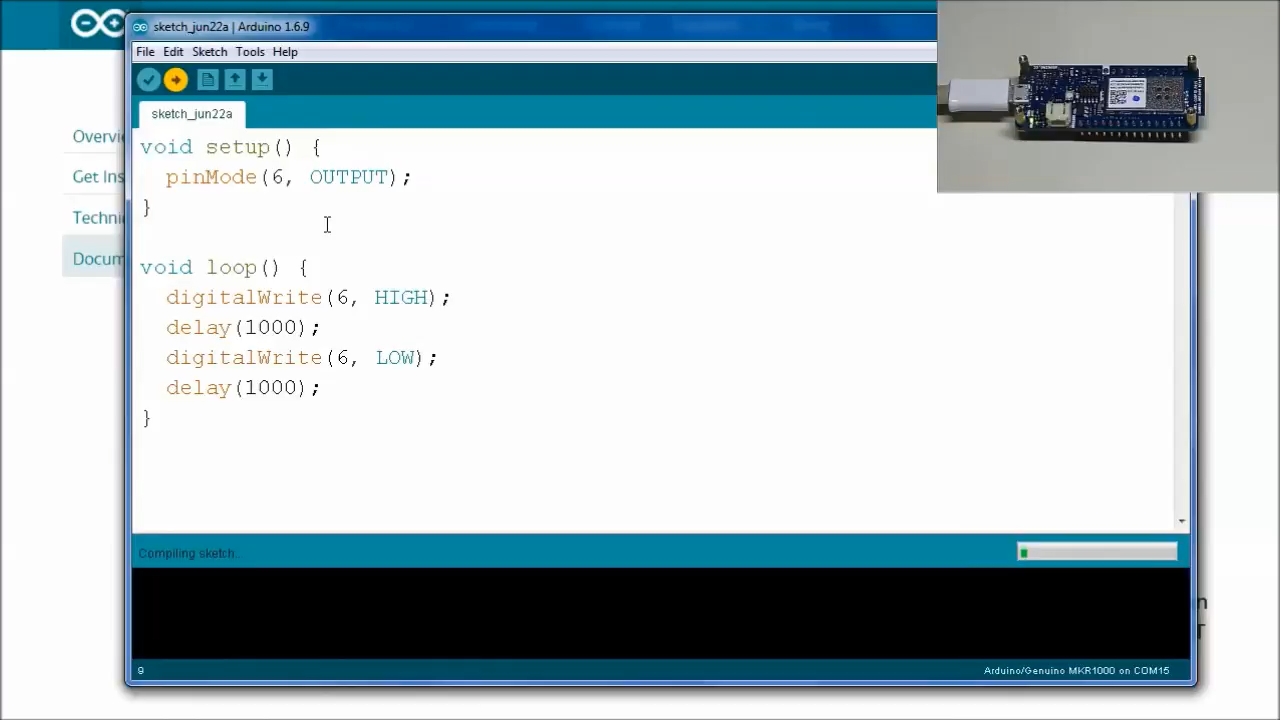 sketch_jun22a | Arduino 1.6.9
File Edit Sketch Tools Help
sketch_jun22a
void setup() {
  pinMode(6, OUTPUT);
}
void loop() {
  digitalWrite(6, HIGH);
  delay(1000);
  digitalWrite(6, LOW);
  delay(1000);
}
Compiling sketch...
9
Arduino/Genuino MKR1000 on COM15
Overvie
Get Ins
Techni
Docum